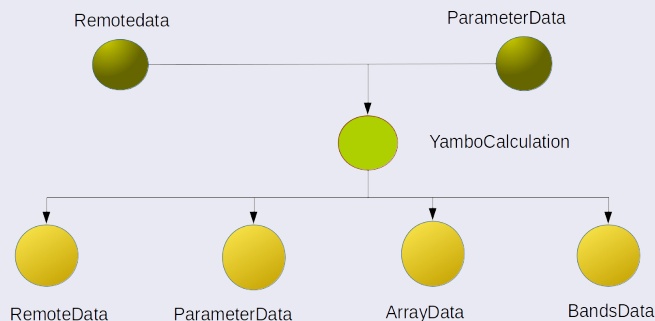 Remotedata
ParameterData
YamboCalculation
RemoteData
ParameterData
ArrayData
BandsData